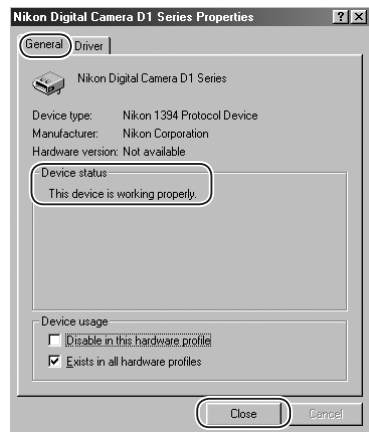 Nikon Digital Camera D1 Series Properties
General Driver
Nikon Digital Camera D1 Series
Device type: Nikon 1394 Protocol Device
Manufacturer: Nikon Corporation
Hardware version: Not available
Device status
This device is working properly.
Device usage
Disable in this hardware profile
Exists in all hardware profiles
Close Cancel